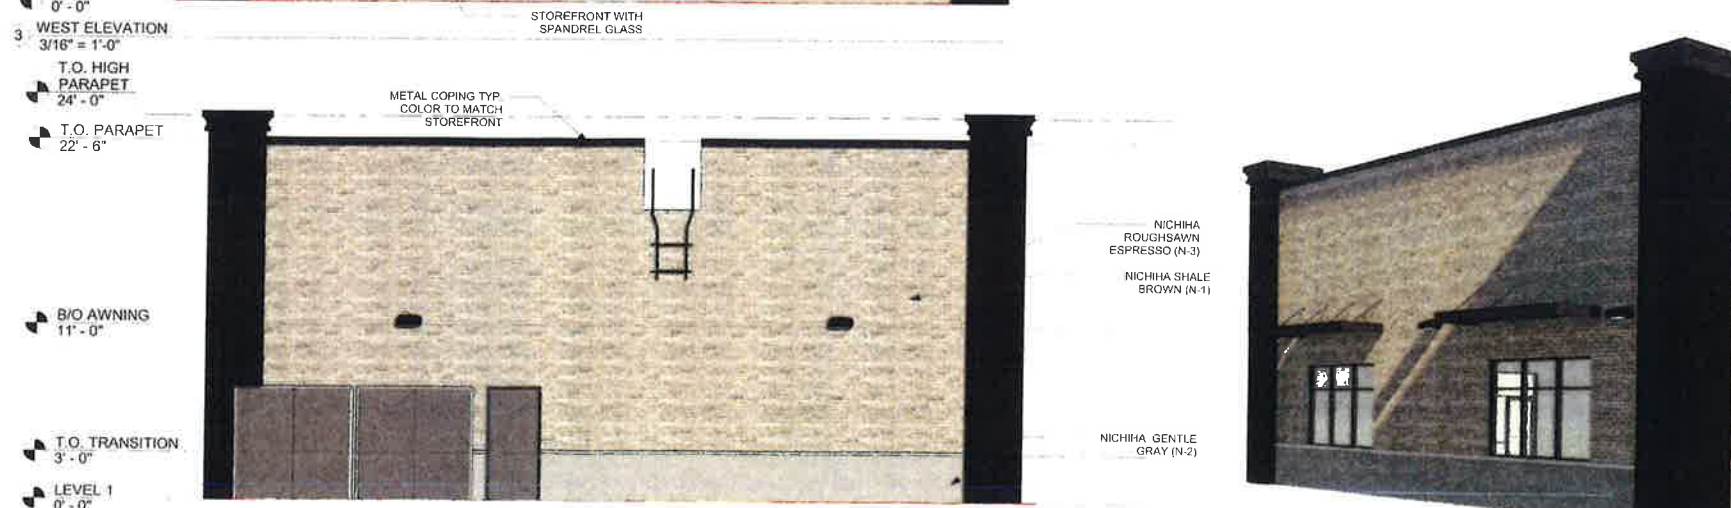 0' - 0"
STOREFRONT WITH
SPANDREL GLASS
3 WEST ELEVATION
3/16" = 1'-0"
T.O. HIGH
PARAPET
24' - 0"
METAL COPING TYP.
COLOR TO MATCH
STOREFRONT
T.O. PARAPET
22' - 6"
NICHIHA
ROUGHSAWN
ESPRESSO (N-3)
NICHIHA SHALE
BROWN (N-1)
B/O AWNING
11' - 0"
T.O. TRANSITION
3' - 0"
NICHIHA GENTLE
GRAY (N-2)
LEVEL 1
0' - 0"